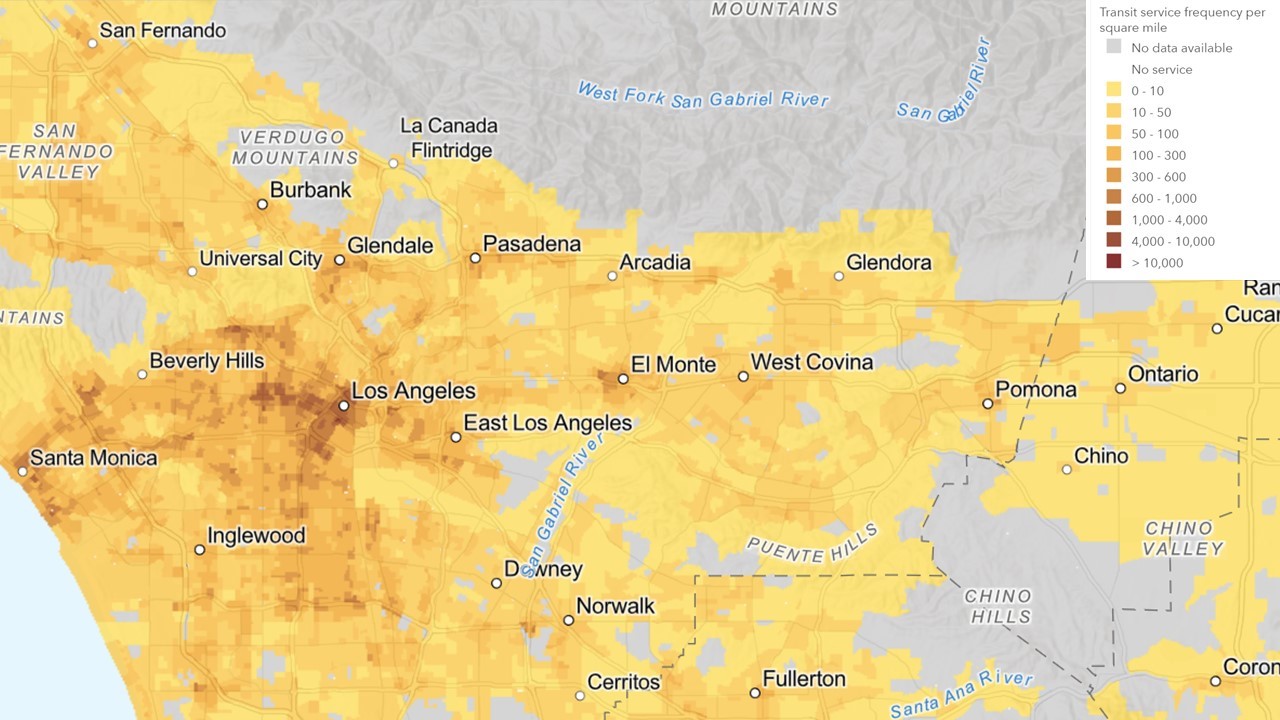 MOUNTAINS
Transit service frequency per
square mile
No data available
No service
0 - 10
10 - 50
50 - 100
100 - 300
300 - 600
600 - 1,000
1,000 - 4,000
4,000 - 10,000
> 10,000
San Fernando
West Fork San Gabriel River
San Gabriel River
SAN
FERNANDO
VALLEY
VERDUGO
MOUNTAINS
La Canada
Flintridge
Burbank
Universal City
Glendale
Pasadena
Arcadia
Glendora
Ran
Cucar
NTAINS
Beverly Hills
Los Angeles
El Monte
West Covina
Pomona
Ontario
East Los Angeles
Santa Monica
Chino
San Gabriel River
Inglewood
PUENTE HILLS
CHINO
VALLEY
Downey
Norwalk
CHINO
HILLS
Cerritos
Fullerton
Santa Ana River
Coron